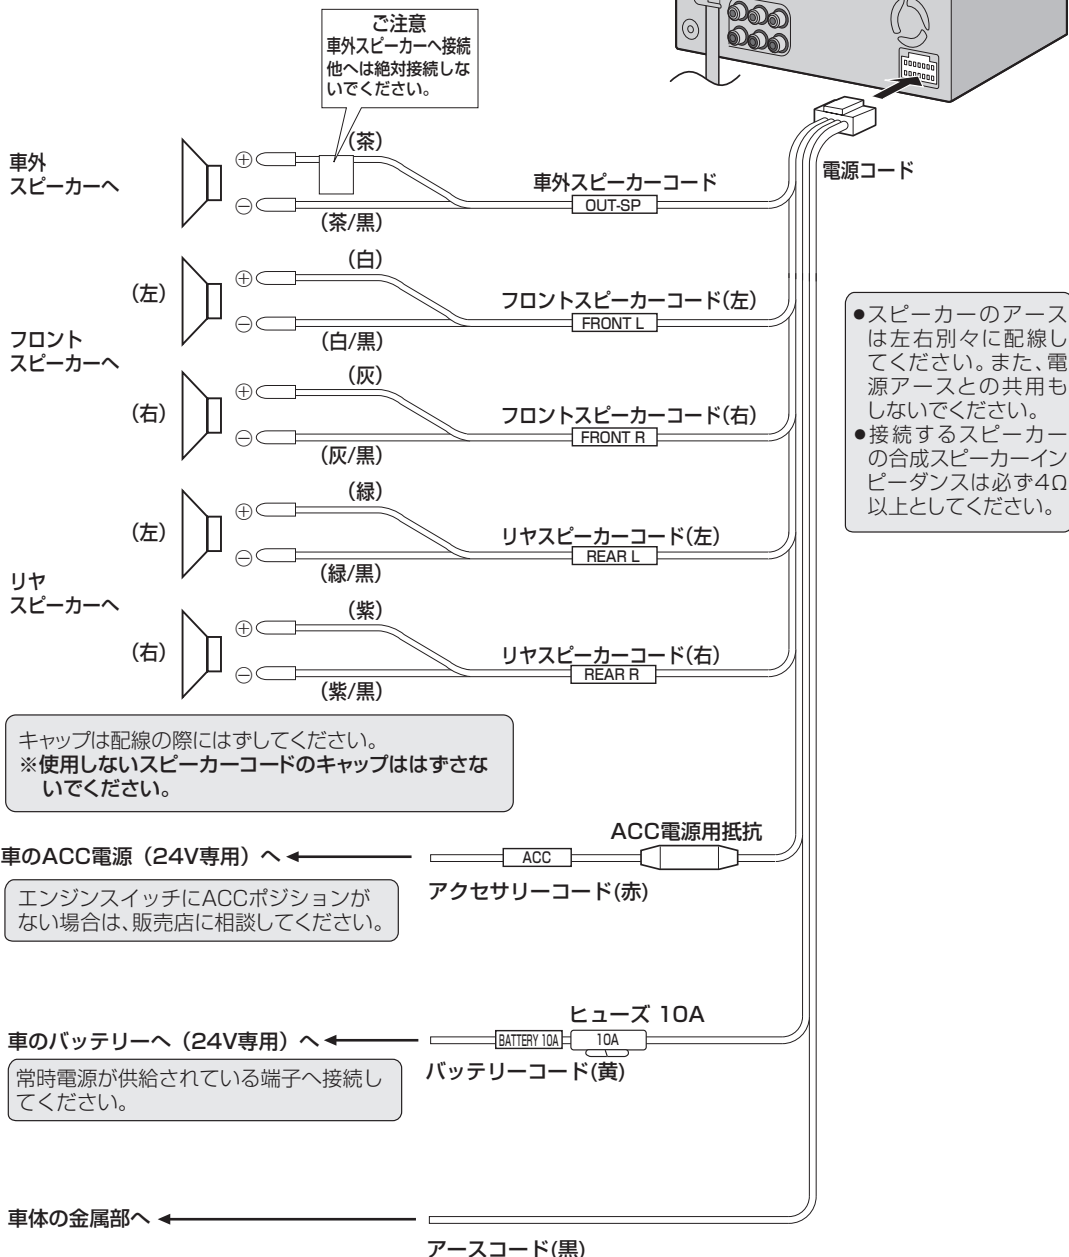 ご注意
車外スピーカーへ接続
他へは絶対接続しな
いでください。
電源コード
車外
スピーカーへ
⊕
(茶)
⊖
(茶/黒)
車外スピーカーコード
OUT-SP
フロント
スピーカーへ
(左)
⊕
(白)
⊖
(白/黒)
フロントスピーカーコード(左)
FRONT L
(右)
⊕
(灰)
⊖
(灰/黒)
フロントスピーカーコード(右)
FRONT R
●スピーカーのアース
は左右別々に配線し
てください。また、電
源アースとの共用も
しないでください。
●接続するスピーカー
の合成スピーカーイン
ピーダンスは必ず4Ω
以上としてください。
リヤ
スピーカーへ
(左)
⊕
(緑)
⊖
(緑/黒)
リヤスピーカーコード(左)
REAR L
(右)
⊕
(紫)
⊖
(紫/黒)
リヤスピーカーコード(右)
REAR R
キャップは配線の際にはずしてください。
※使用しないスピーカーコードのキャップははずさな
いでください。
車のACC電源（24V専用）へ
ACC電源用抵抗
ACC
アクセサリーコード(赤)
エンジンスイッチにACCポジションが
ない場合は、販売店に相談してください。
車のバッテリーへ（24V専用）へ
ヒューズ 10A
BATTERY 10A
10A
バッテリーコード(黄)
常時電源が供給されている端子へ接続し
てください。
車体の金属部へ
アースコード(黒)